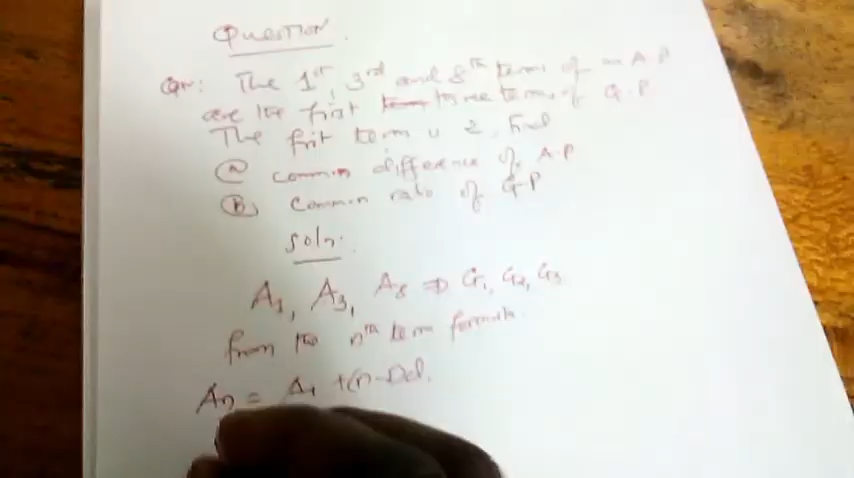 Question.
Qn: The 1st, 3rd and 8th terms of an A.P
are the first three terms of G.P
The first term is 2. Find
(a) common difference of A.P
(B) common ratio of G.P
Soln:
A1, A3, A8 ⇒ G1, G2, G3
from the nth term formula.
An = A1 + (n-1)d.